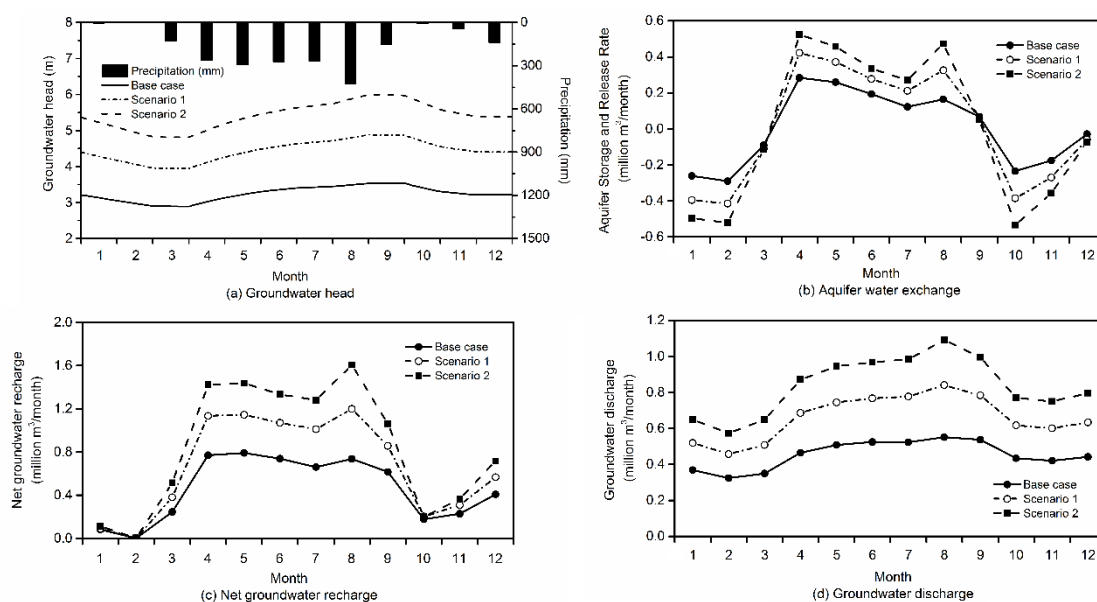 8
7
6
5
4
3
2
Groundwater head (m)
Precipitation (mm)
Base case
Scenario 1
Scenario 2
0
300
600
900
1200
1500
Precipitation (mm)
1 2 3 4 5 6 7 8 9 10 11 12
Month
(a) Groundwater head
0.6
0.4
0.2
0.0
-0.2
-0.4
-0.6
Aquifer Storage and Release Rate
(million m³/month)
Base case
Scenario 1
Scenario 2
1 2 3 4 5 6 7 8 9 10 11 12
Month
(b) Aquifer water exchange
2.0
1.6
1.2
0.8
0.4
0.0
Net groundwater recharge
(million m³/month)
Base case
Scenario 1
Scenario 2
1 2 3 4 5 6 7 8 9 10 11 12
Month
(c) Net groundwater recharge
1.2
1.0
0.8
0.6
0.4
0.2
0.0
Groundwater discharge
(million m³/month)
Base case
Scenario 1
Scenario 2
1 2 3 4 5 6 7 8 9 10 11 12
Month
(d) Groundwater discharge